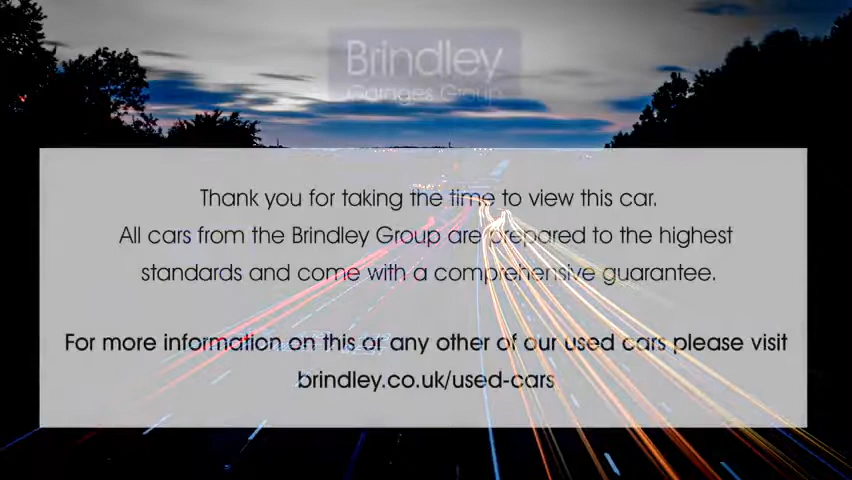 Brindley
Garages Group
Thank you for taking the time to view this car.
All cars from the Brindley Group are prepared to the highest
standards and come with a comprehensive guarantee.
For more information on this or any other of our used cars please visit
brindley.co.uk/used-cars